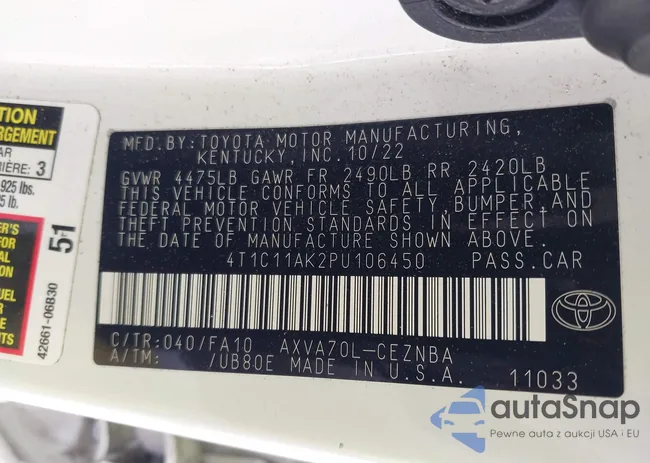 TION
RGEMENT
AR
RIÈRE: 3
925 lbs.
5 lb.
51
42661-06B30
MFD.BY: TOYOTA MOTOR MANUFACTURING,
KENTUCKY, INC. 10/22
GVWR 4475LB GAWR FR 2490LB RR 2420LB
THIS VEHICLE CONFORMS TO ALL APPLICABLE
FEDERAL MOTOR VEHICLE SAFETY, BUMPER, AND
THEFT PREVENTION STANDARDS IN EFFECT ON
THE DATE OF MANUFACTURE SHOWN ABOVE.
4T1C11AK2PU106450 PASS.CAR
C/TR:040/FA10 AXVA70L-CEZNBA
A/TM: /UB80E MADE IN U.S.A. 11033
autaSnap
Pewne auta z aukcji USA i EU